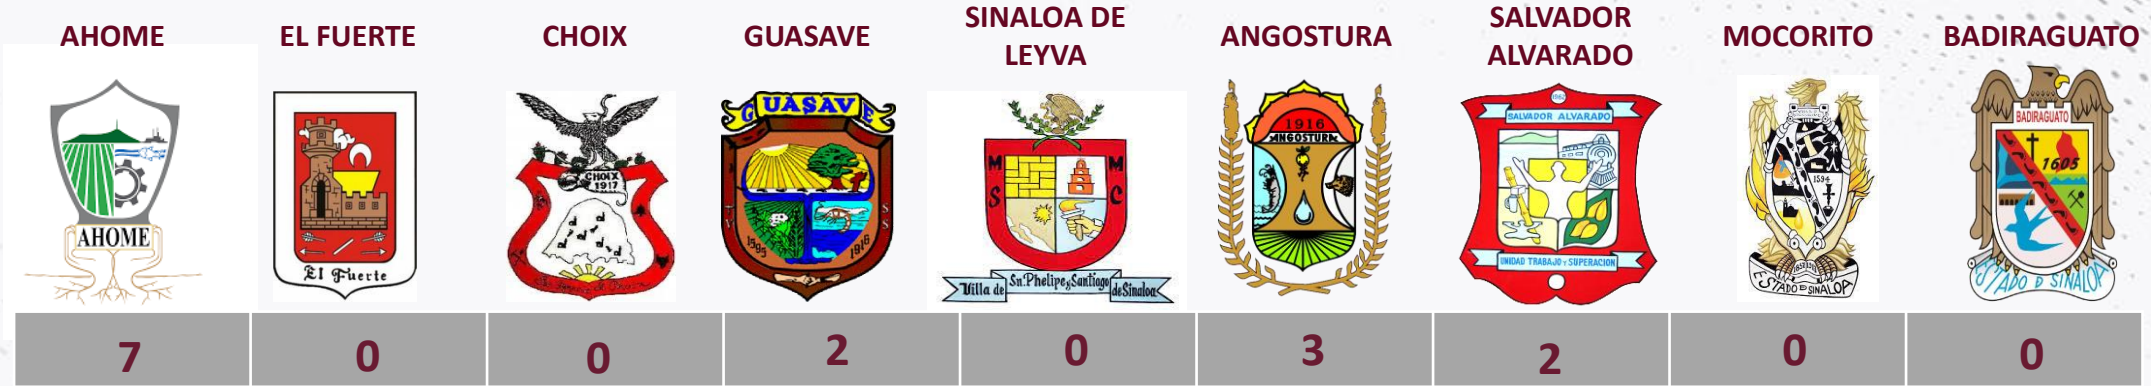 AHOME
EL FUERTE
CHOIX
GUASAVE
SINALOA DE
LEYVA
ANGOSTURA
SALVADOR
ALVARADO
MOCORITO
BADIRAGUATO
AHOME
El Fuerte
CHOIX
1917
GUASAVE
1595
1916
M M
S C
Villa de Sn. Phelipe y Santiago de Sinaloa
1916
ANGOSTURA
1962
SALVADOR ALVARADO
UNIDAD TRABAJO Y SUPERACION
1594
ESTADO D SINALOA
BADIRAGUATO
1605
ESTADO D SINALOA
7
0
0
2
0
3
2
0
0